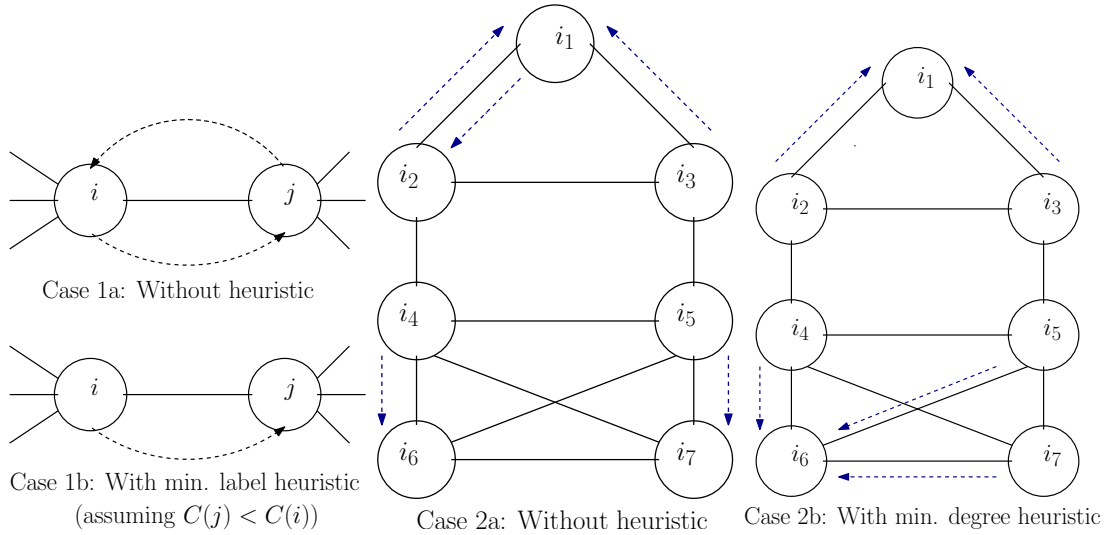 i
j
Case 1a: Without heuristic
i
j
Case 1b: With min. label heuristic
(assuming C(j) < C(i))
i₁
i₂
i₃
i₄
i₅
i₆
i₇
Case 2a: Without heuristic
i₁
i₂
i₃
i₄
i₅
i₆
i₇
Case 2b: With min. degree heuristic